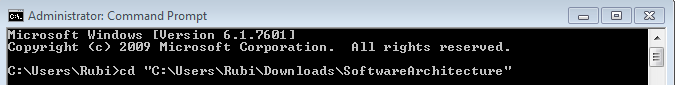 Administrator: Command Prompt
Microsoft Windows [Version 6.1.7601]
Copyright (c) 2009 Microsoft Corporation.  All rights reserved.
C:\Users\Rubi>cd "C:\Users\Rubi\Downloads\SoftwareArchitecture"